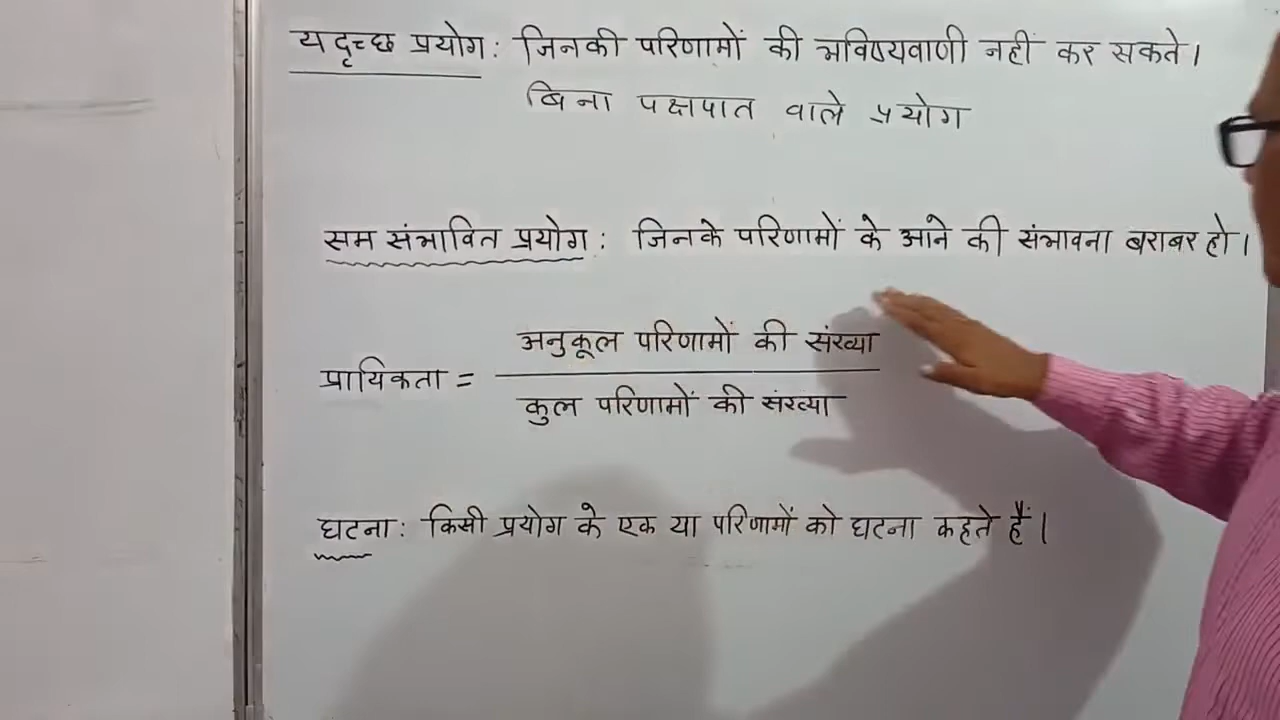 यदृच्छ प्रयोग : जिनकी परिणामों की भविष्यवाणी नहीं कर सकते।
बिना पक्षपात वाले प्रयोग
सम संभावित प्रयोग : जिनके परिणामों के आने की संभावना बराबर हो।
अनुकूल परिणामों की संख्या
प्रायिकता =
कुल परिणामों की संख्या
घटना : किसी प्रयोग के एक या परिणामों को घटना कहते हैं।